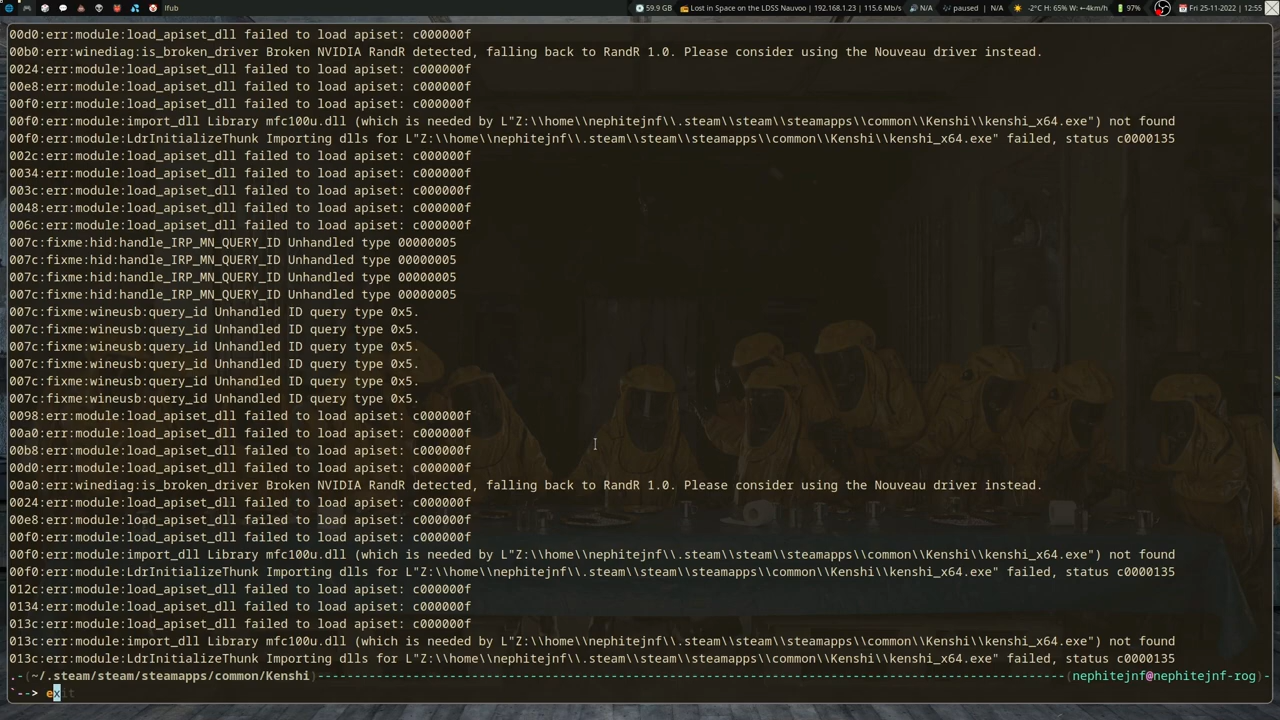 lfub 59.9 GB Lost in Space on the LDSS Nauvoo | 192.168.1.23 | 115.6 Mb/s N/A paused | N/A -2°C H: 65% W: ←4km/h 97% Fri 25-11-2022 | 12:55
00d0:err:module:load_apiset_dll failed to load apiset: c000000f
00b0:err:winediag:is_broken_driver Broken NVIDIA RandR detected, falling back to RandR 1.0. Please consider using the Nouveau driver instead.
0024:err:module:load_apiset_dll failed to load apiset: c000000f
00e8:err:module:load_apiset_dll failed to load apiset: c000000f
00f0:err:module:load_apiset_dll failed to load apiset: c000000f
00f0:err:module:import_dll Library mfc100u.dll (which is needed by L"Z:\\home\\nephitejnf\\.steam\\steam\\steamapps\\common\\Kenshi\\kenshi_x64.exe") not found
00f0:err:module:LdrInitializeThunk Importing dlls for L"Z:\\home\\nephitejnf\\.steam\\steam\\steamapps\\common\\Kenshi\\kenshi_x64.exe" failed, status c0000135
002c:err:module:load_apiset_dll failed to load apiset: c000000f
0034:err:module:load_apiset_dll failed to load apiset: c000000f
003c:err:module:load_apiset_dll failed to load apiset: c000000f
0048:err:module:load_apiset_dll failed to load apiset: c000000f
006c:err:module:load_apiset_dll failed to load apiset: c000000f
007c:fixme:hid:handle_IRP_MN_QUERY_ID Unhandled type 00000005
007c:fixme:hid:handle_IRP_MN_QUERY_ID Unhandled type 00000005
007c:fixme:hid:handle_IRP_MN_QUERY_ID Unhandled type 00000005
007c:fixme:hid:handle_IRP_MN_QUERY_ID Unhandled type 00000005
007c:fixme:wineusb:query_id Unhandled ID query type 0x5.
007c:fixme:wineusb:query_id Unhandled ID query type 0x5.
007c:fixme:wineusb:query_id Unhandled ID query type 0x5.
007c:fixme:wineusb:query_id Unhandled ID query type 0x5.
007c:fixme:wineusb:query_id Unhandled ID query type 0x5.
007c:fixme:wineusb:query_id Unhandled ID query type 0x5.
0098:err:module:load_apiset_dll failed to load apiset: c000000f
00a0:err:module:load_apiset_dll failed to load apiset: c000000f
00b8:err:module:load_apiset_dll failed to load apiset: c000000f
00d0:err:module:load_apiset_dll failed to load apiset: c000000f
00a0:err:winediag:is_broken_driver Broken NVIDIA RandR detected, falling back to RandR 1.0. Please consider using the Nouveau driver instead.
0024:err:module:load_apiset_dll failed to load apiset: c000000f
00e8:err:module:load_apiset_dll failed to load apiset: c000000f
00f0:err:module:load_apiset_dll failed to load apiset: c000000f
00f0:err:module:import_dll Library mfc100u.dll (which is needed by L"Z:\\home\\nephitejnf\\.steam\\steam\\steamapps\\common\\Kenshi\\kenshi_x64.exe") not found
00f0:err:module:LdrInitializeThunk Importing dlls for L"Z:\\home\\nephitejnf\\.steam\\steam\\steamapps\\common\\Kenshi\\kenshi_x64.exe" failed, status c0000135
012c:err:module:load_apiset_dll failed to load apiset: c000000f
0134:err:module:load_apiset_dll failed to load apiset: c000000f
013c:err:module:load_apiset_dll failed to load apiset: c000000f
013c:err:module:import_dll Library mfc100u.dll (which is needed by L"Z:\\home\\nephitejnf\\.steam\\steam\\steamapps\\common\\Kenshi\\kenshi_x64.exe") not found
013c:err:module:LdrInitializeThunk Importing dlls for L"Z:\\home\\nephitejnf\\.steam\\steam\\steamapps\\common\\Kenshi\\kenshi_x64.exe" failed, status c0000135
.-(~/.steam/steam/steamapps/common/Kenshi)------------------------------------------------------------------------------------------------------(nephitejnf@nephitejnf-rog)-
`--> exit